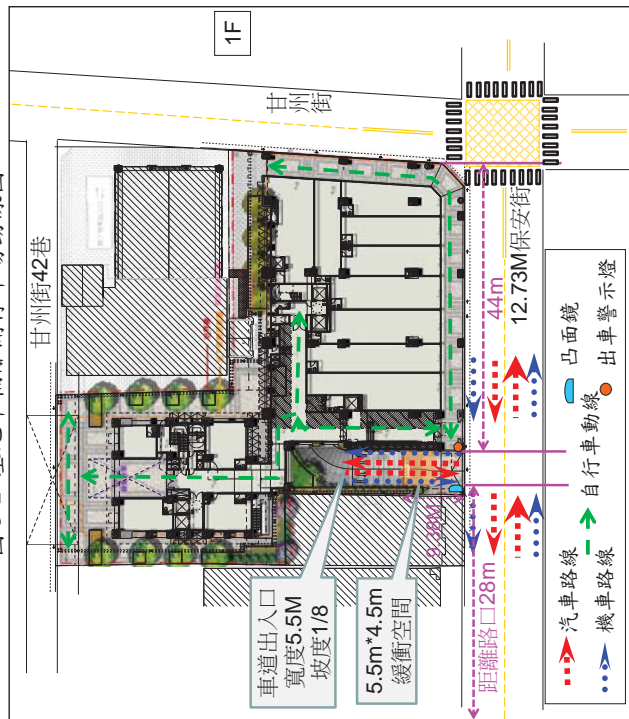 1F
甘州街42巷
甘州街
車道出入口
寬度5.5M
坡度1/8
5.5m*4.5m
緩衝空間
9.38M
44m
12.73M保安街
距離路口28m
汽車路線
機車路線
自行車動線
凸面鏡
出車警示燈